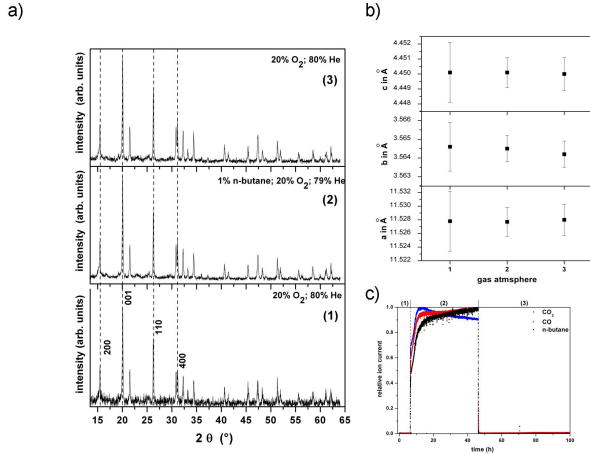 a)
20% O2; 80% He
(3)
intensity (arb. units)
1% n-butane; 20% O2; 79% He
(2)
intensity (arb. units)
20% O2; 80% He
(1)
intensity (arb. units)
200
001
110
400
15 20 25 30 35 40 45 50 55 60 65
2 θ (°)
b)
4.452
4.451
4.450
4.449
4.448
c in Å
3.566
3.565
3.564
3.563
b in Å
11.532
11.530
11.528
11.526
11.524
11.522
a in Å
1 2 3
gas atmsphere
c)
(1) (2) (3)
CO2
CO
n-butane
1,0
0,8
0,6
0,4
0,2
0,0
relative ion current
0 20 40 60 80 100
time (h)